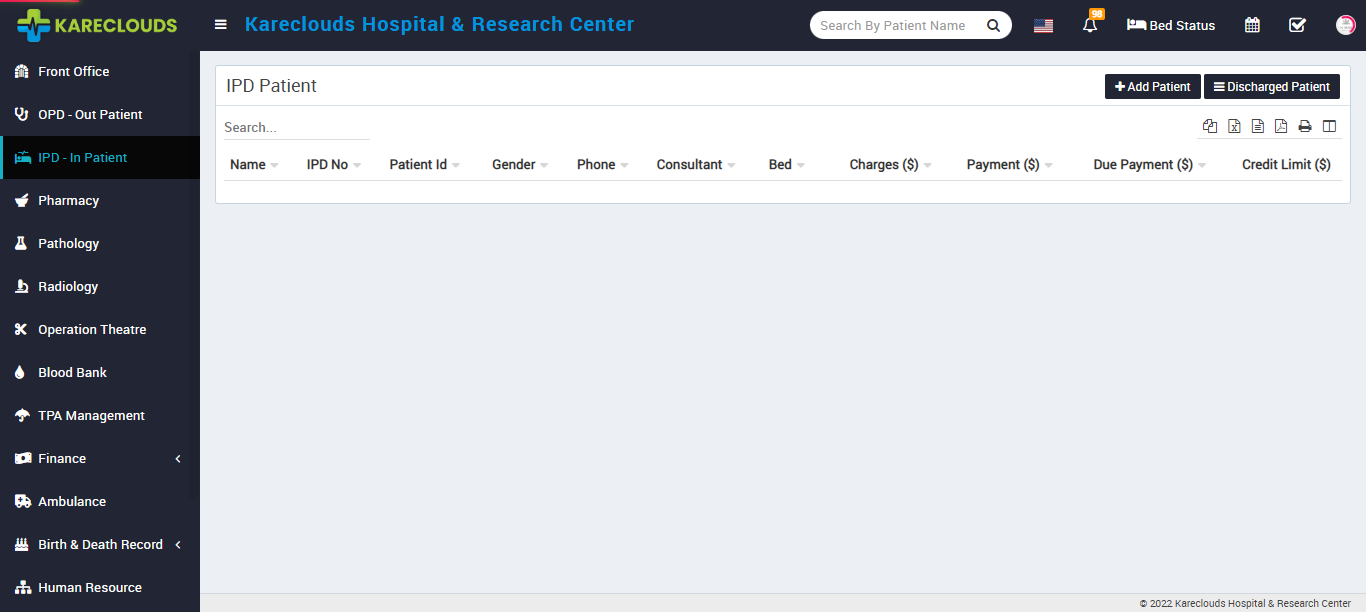 KARECLOUDS
Kareclouds Hospital & Research Center
Search By Patient Name
98
Bed Status
Front Office
OPD - Out Patient
IPD - In Patient
Pharmacy
Pathology
Radiology
Operation Theatre
Blood Bank
TPA Management
Finance
Ambulance
Birth & Death Record
Human Resource
IPD Patient
Add Patient
Discharged Patient
Search...
Name IPD No Patient Id Gender Phone Consultant Bed Charges ($) Payment ($) Due Payment ($) Credit Limit ($)
© 2022 Kareclouds Hospital & Research Center